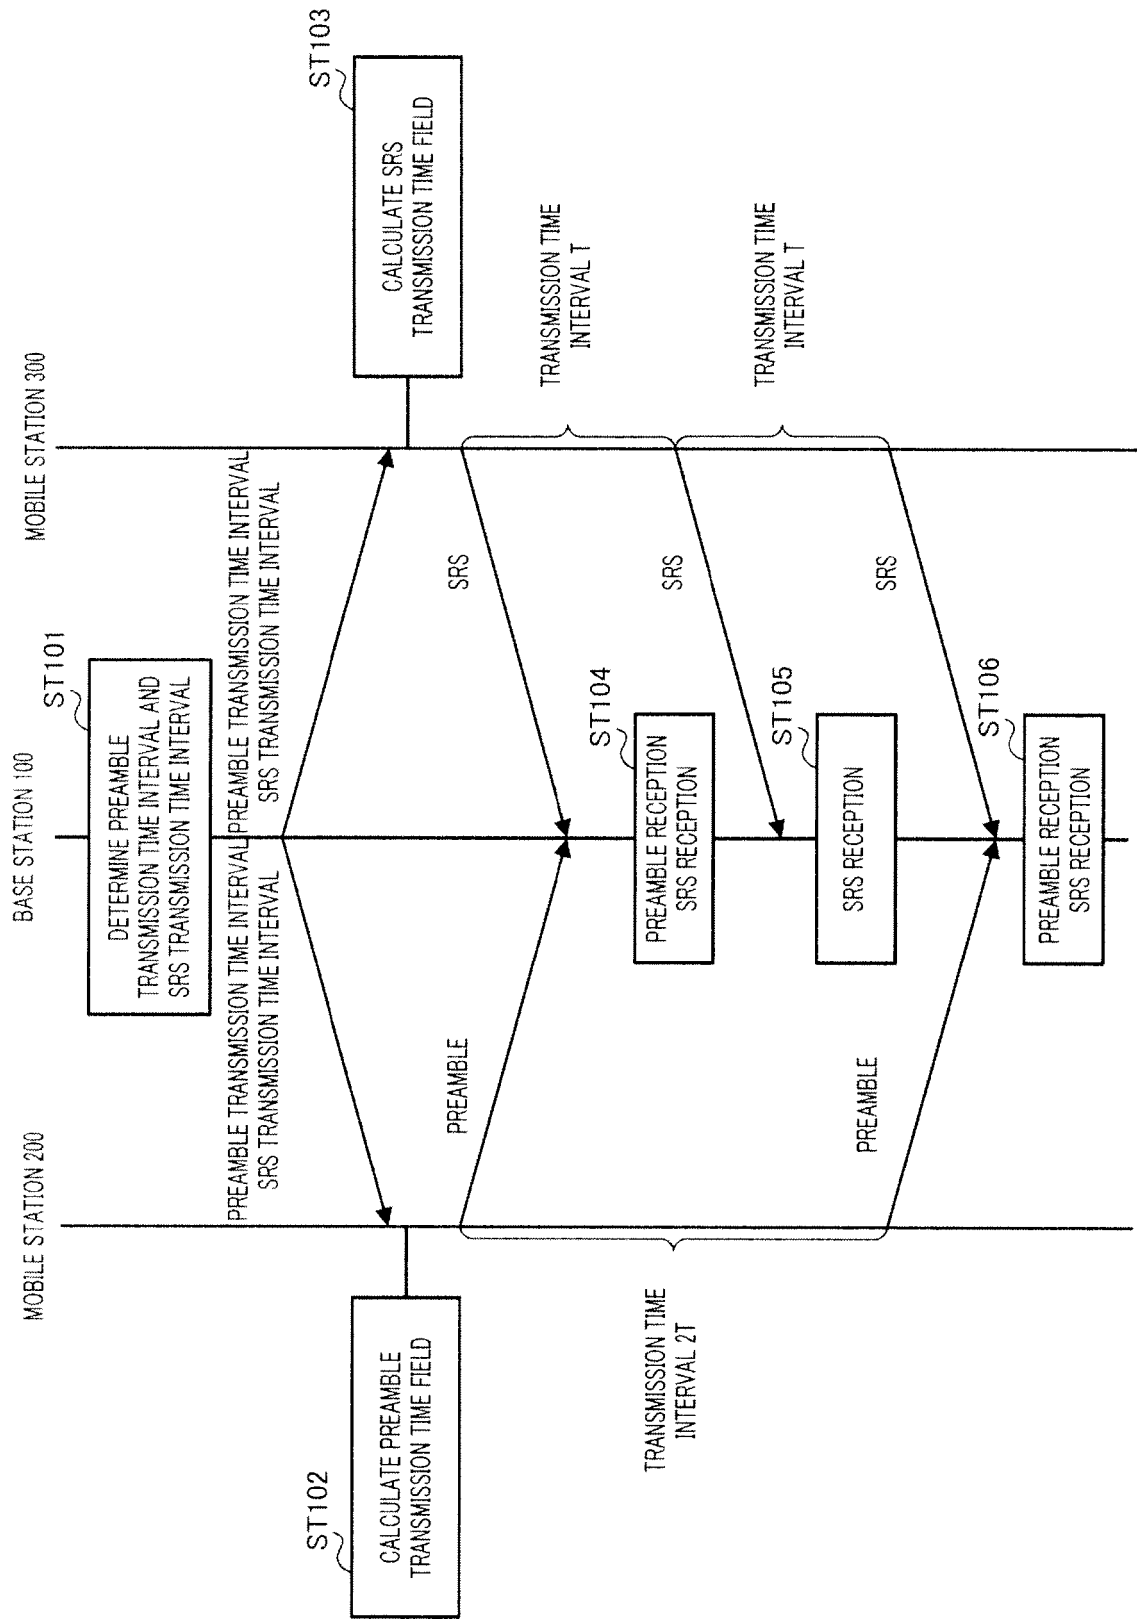 MOBILE STATION 200
BASE STATION 100
MOBILE STATION 300
ST101
DETERMINE PREAMBLE
TRANSMISSION TIME INTERVAL AND
SRS TRANSMISSION TIME INTERVAL
PREAMBLE TRANSMISSION TIME INTERVAL
SRS TRANSMISSION TIME INTERVAL
PREAMBLE TRANSMISSION TIME INTERVAL
SRS TRANSMISSION TIME INTERVAL
ST102
CALCULATE PREAMBLE
TRANSMISSION TIME FIELD
ST103
CALCULATE SRS
TRANSMISSION TIME FIELD
PREAMBLE
SRS
TRANSMISSION TIME
INTERVAL T
ST104
PREAMBLE RECEPTION
SRS RECEPTION
TRANSMISSION TIME
INTERVAL 2T
SRS
TRANSMISSION TIME
INTERVAL T
ST105
SRS RECEPTION
PREAMBLE
SRS
ST106
PREAMBLE RECEPTION
SRS RECEPTION